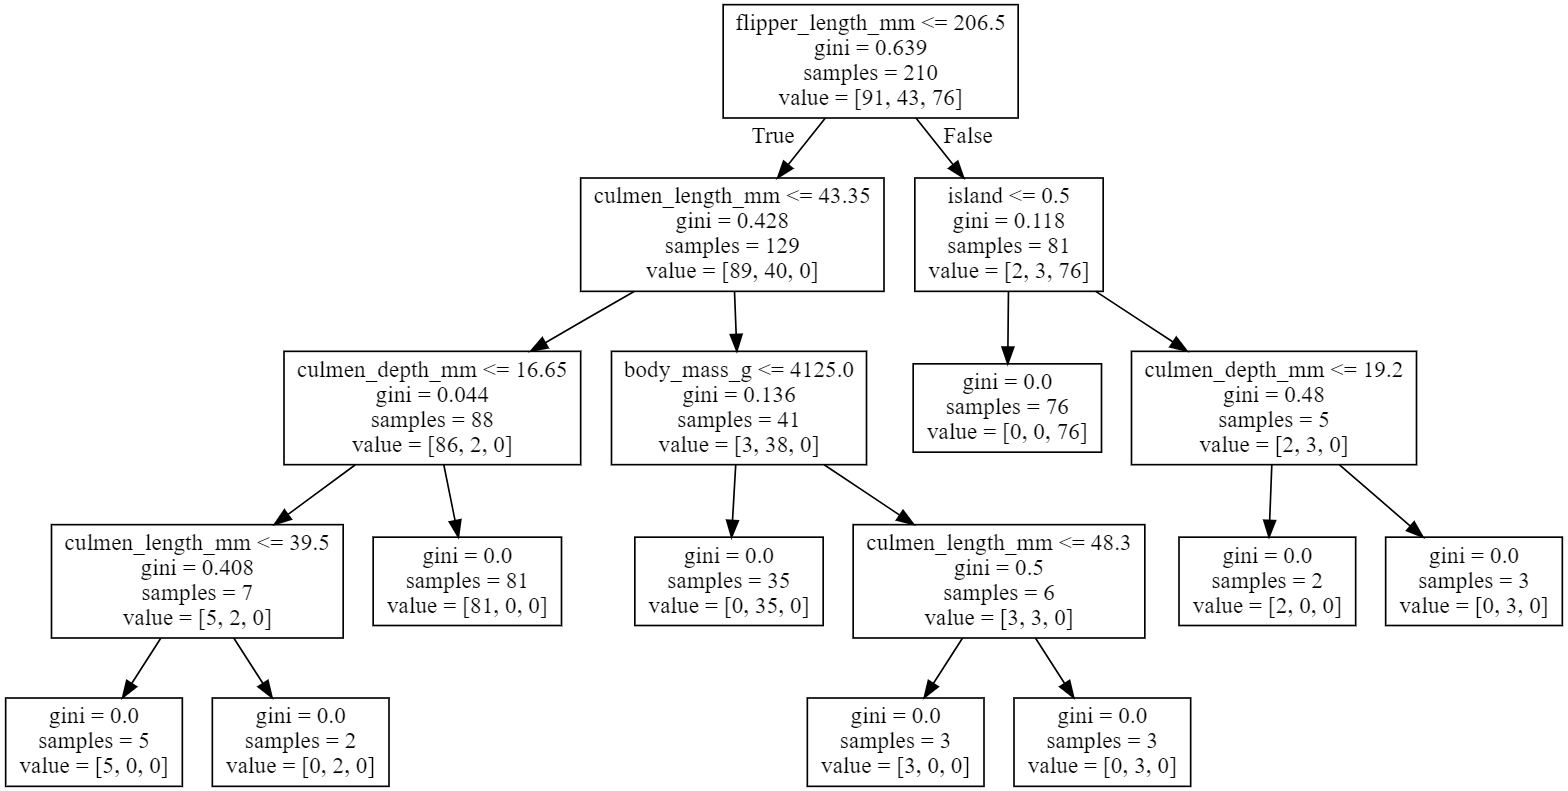 flipper_length_mm <= 206.5
gini = 0.639
samples = 210
value = [91, 43, 76]
True
False
culmen_length_mm <= 43.35
gini = 0.428
samples = 129
value = [89, 40, 0]
island <= 0.5
gini = 0.118
samples = 81
value = [2, 3, 76]
culmen_depth_mm <= 16.65
gini = 0.044
samples = 88
value = [86, 2, 0]
body_mass_g <= 4125.0
gini = 0.136
samples = 41
value = [3, 38, 0]
gini = 0.0
samples = 76
value = [0, 0, 76]
culmen_depth_mm <= 19.2
gini = 0.48
samples = 5
value = [2, 3, 0]
culmen_length_mm <= 39.5
gini = 0.408
samples = 7
value = [5, 2, 0]
gini = 0.0
samples = 81
value = [81, 0, 0]
gini = 0.0
samples = 35
value = [0, 35, 0]
culmen_length_mm <= 48.3
gini = 0.5
samples = 6
value = [3, 3, 0]
gini = 0.0
samples = 2
value = [2, 0, 0]
gini = 0.0
samples = 3
value = [0, 3, 0]
gini = 0.0
samples = 5
value = [5, 0, 0]
gini = 0.0
samples = 2
value = [0, 2, 0]
gini = 0.0
samples = 3
value = [3, 0, 0]
gini = 0.0
samples = 3
value = [0, 3, 0]